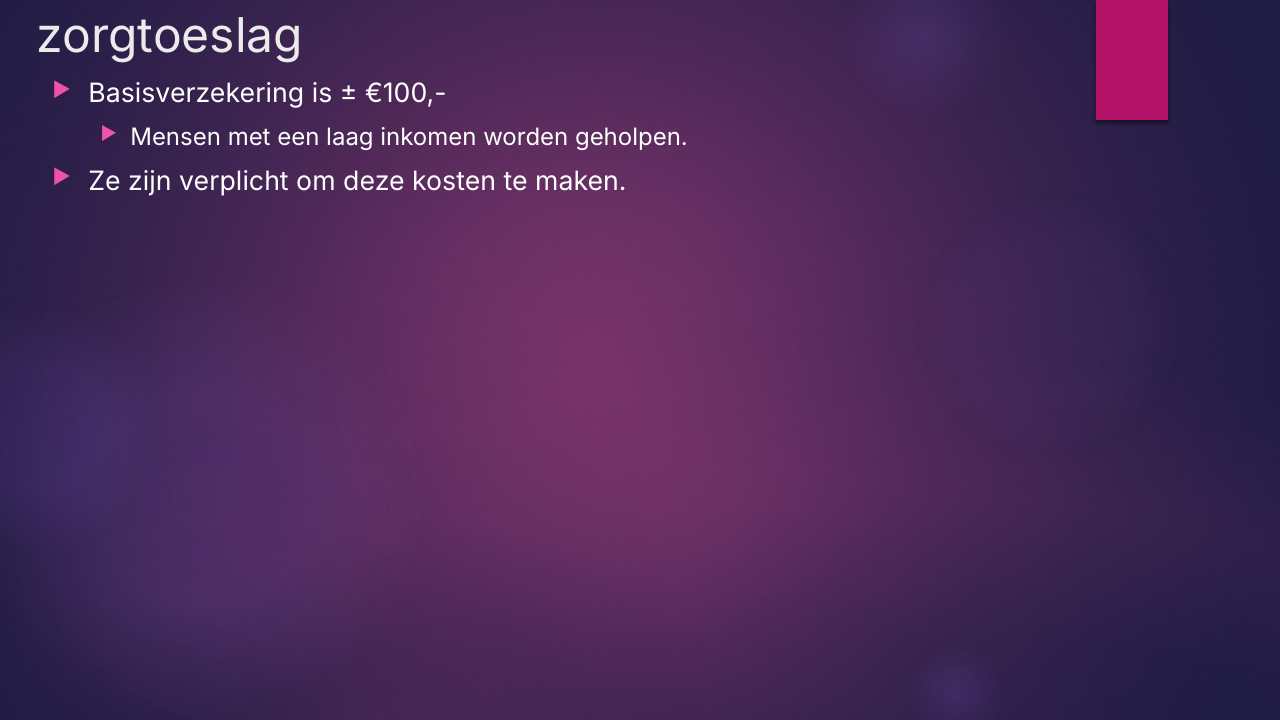 zorgtoeslag
Basisverzekering is ± €100,-
Mensen met een laag inkomen worden geholpen.
Ze zijn verplicht om deze kosten te maken.